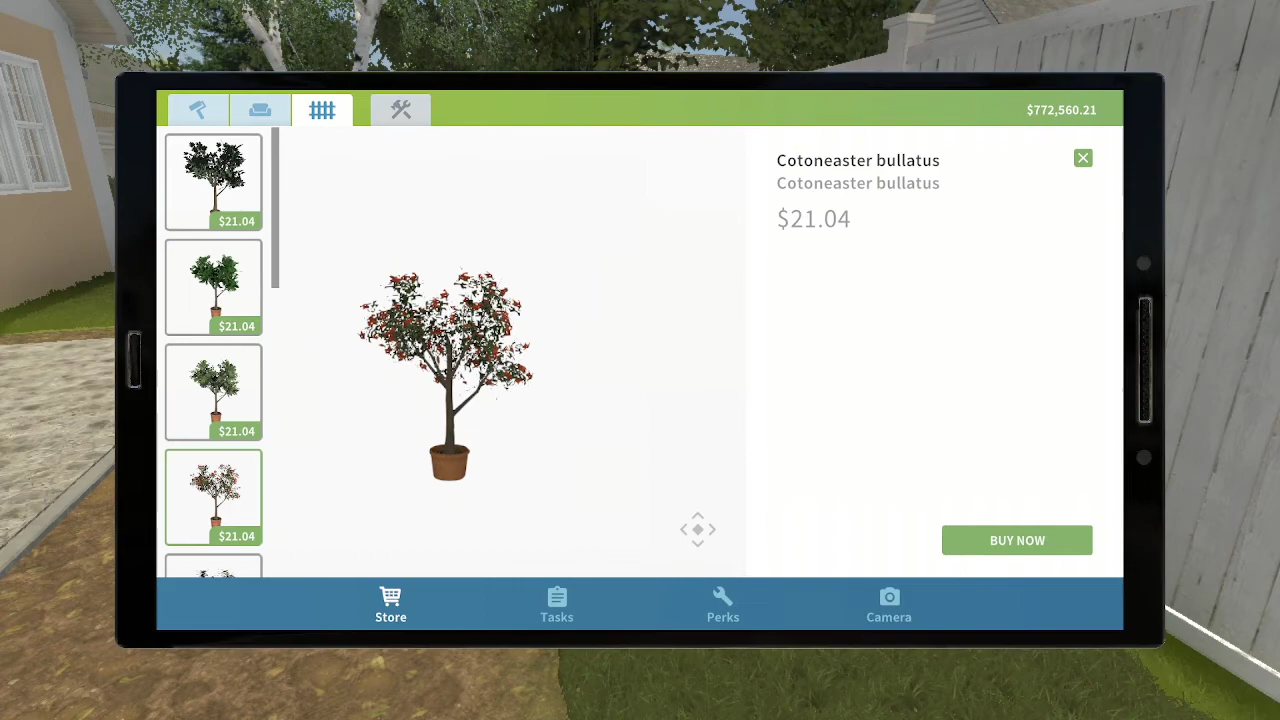 $772,560.21
$21.04
$21.04
$21.04
$21.04
Cotoneaster bullatus
Cotoneaster bullatus
$21.04
BUY NOW
Store
Tasks
Perks
Camera